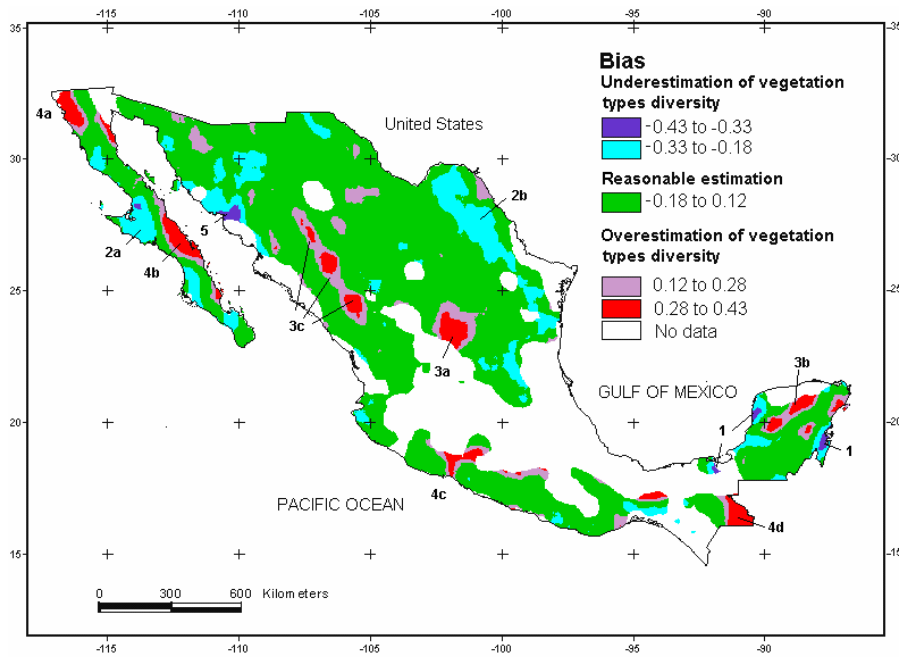 -115 -110 -105 -100 -95 -90
35 35
Bias
Underestimation of vegetation
types diversity
-0.43 to -0.33
-0.33 to -0.18
Reasonable estimation
-0.18 to 0.12
Overestimation of vegetation
types diversity
0.12 to 0.28
0.28 to 0.43
No data
4a
United States
30 30
2b
5
2a
4b
25 25
3c
3a
3b
GULF OF MEXICO
20 20
1
1
4c
PACIFIC OCEAN
4d
15 15
0 300 600 Kilometers
-115 -110 -105 -100 -95 -90